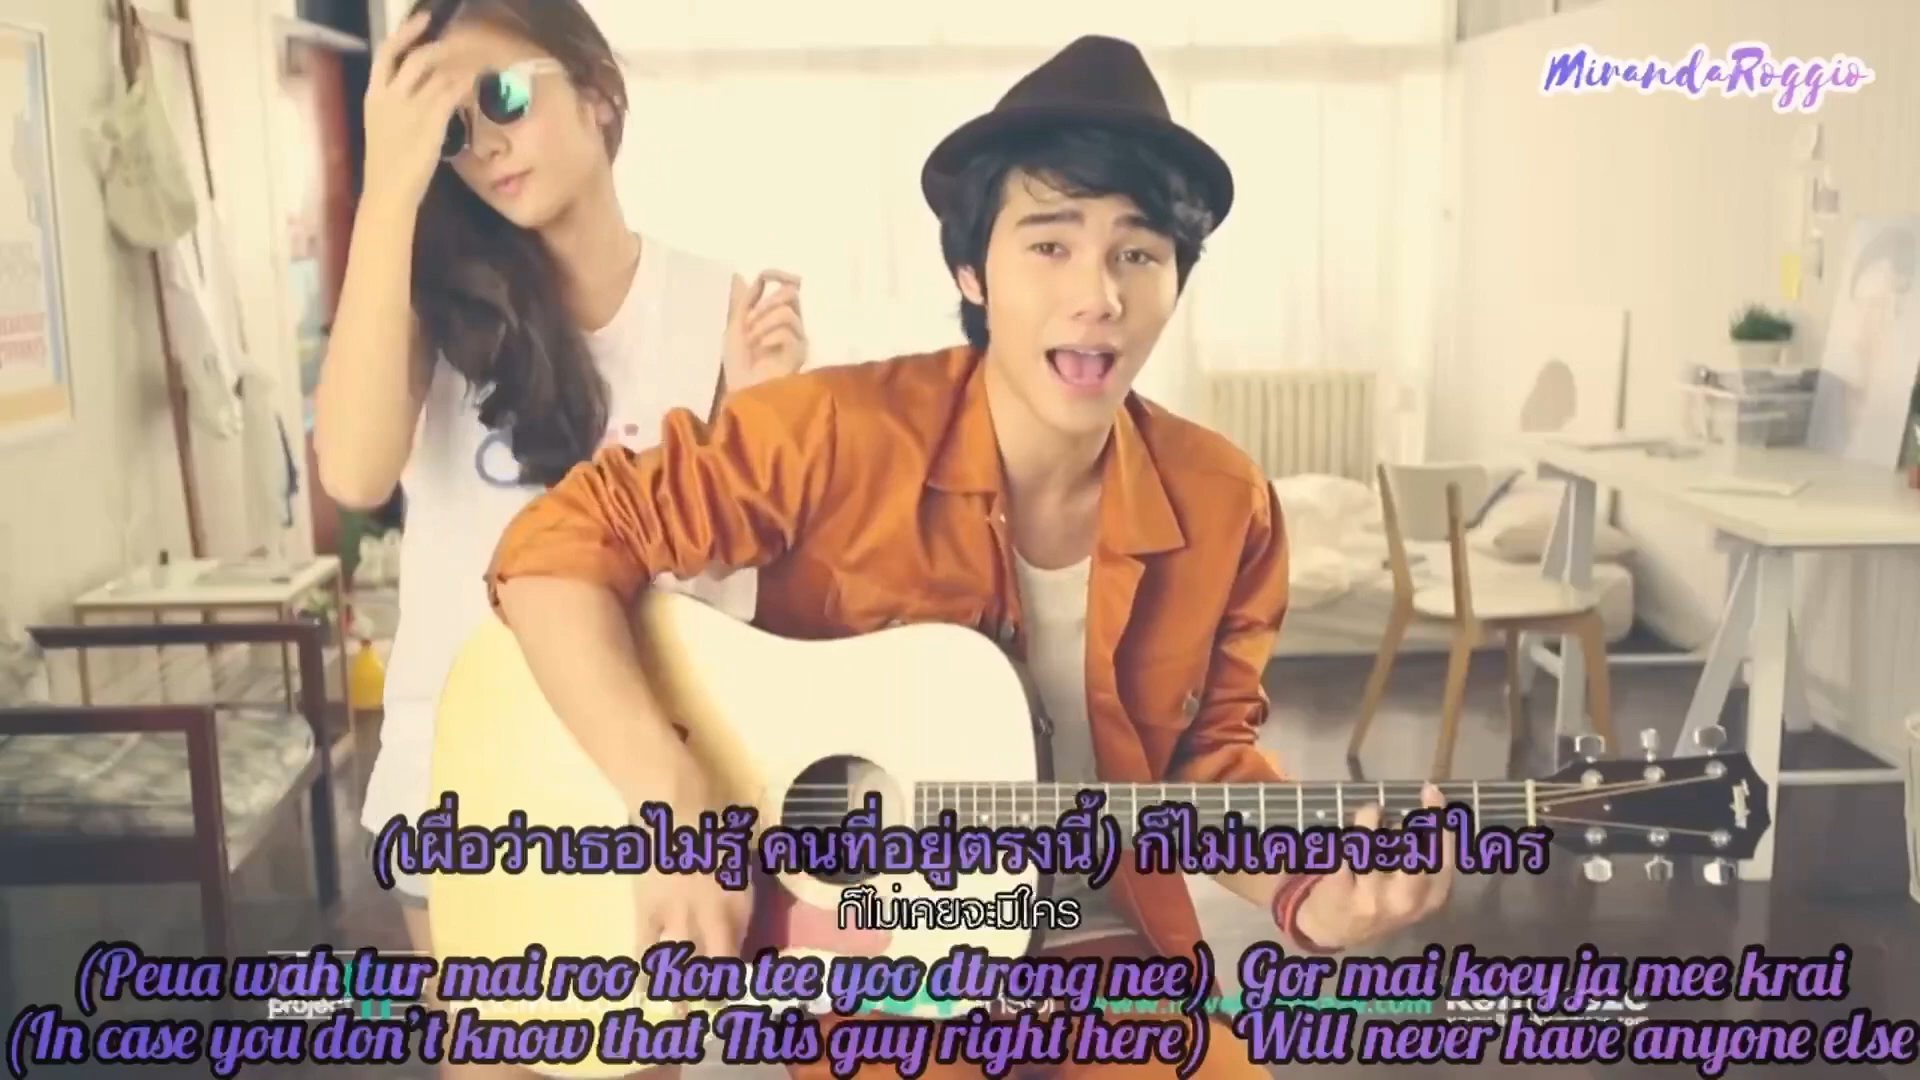 MirandaRoggio
(เผื่อว่าเธอไม่รู้ คนที่อยู่ตรงนี้) ก็ไม่เคยจะมีใคร
ก็ไม่เคยจะมีใคร
(Peua wah tur mai roo Kon tee yoo dtrong nee) Gor mai koey ja mee krai
project
(In case you don't know that This guy right here) Will never have anyone else